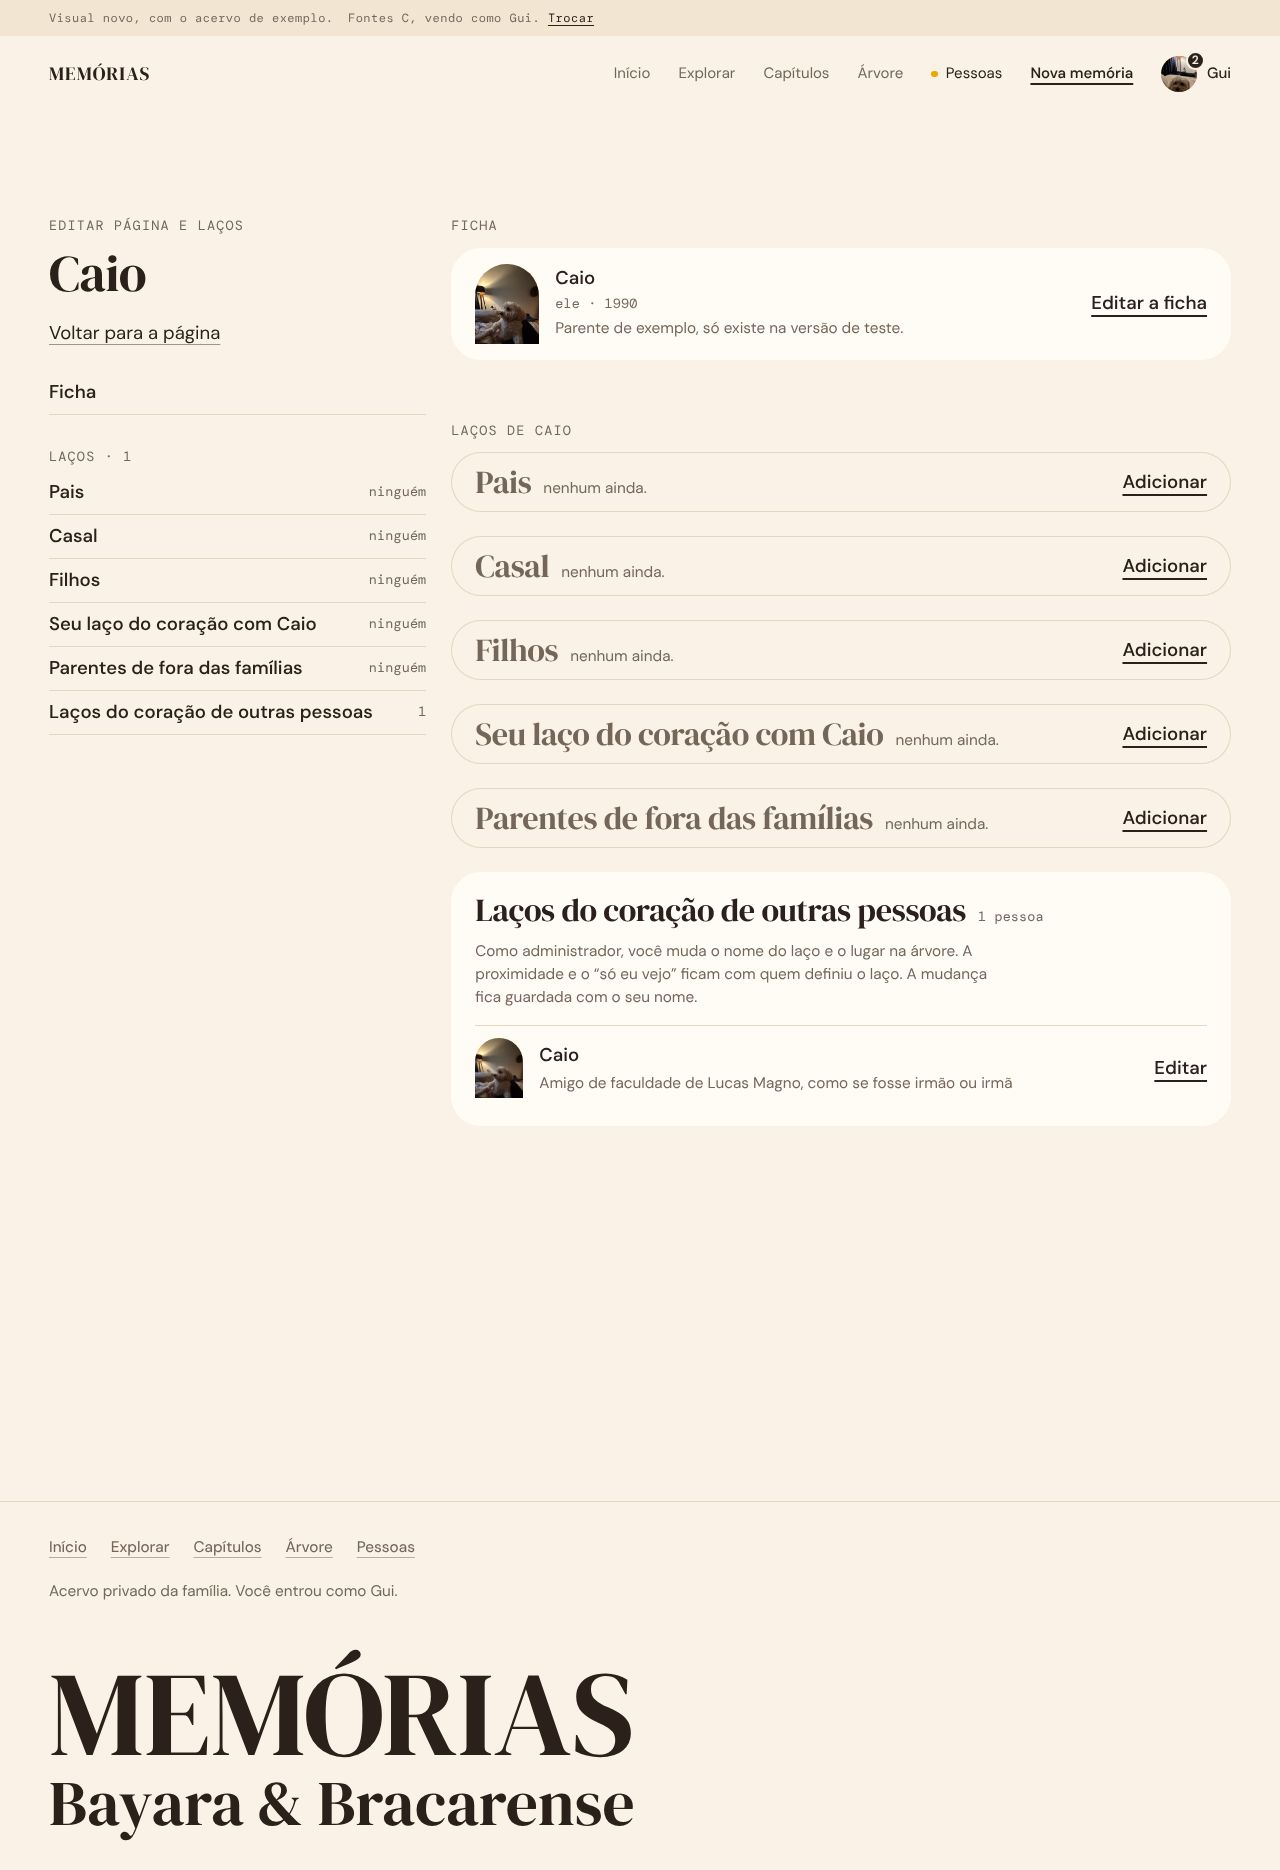 Visual novo, com o acervo de exemplo. Fontes C, vendo como Gui. Trocar
MEMÓRIAS
Início
Explorar
Capítulos
Árvore
Pessoas
Nova memória
2
Gui
EDITAR PÁGINA E LAÇOS
Caio
Voltar para a página
Ficha
LAÇOS · 1
Pais ninguém
Casal ninguém
Filhos ninguém
Seu laço do coração com Caio ninguém
Parentes de fora das famílias ninguém
Laços do coração de outras pessoas 1
FICHA
Caio
ele · 1990
Parente de exemplo, só existe na versão de teste.
Editar a ficha
LAÇOS DE CAIO
Pais nenhum ainda. Adicionar
Casal nenhum ainda. Adicionar
Filhos nenhum ainda. Adicionar
Seu laço do coração com Caio nenhum ainda. Adicionar
Parentes de fora das famílias nenhum ainda. Adicionar
Laços do coração de outras pessoas 1 pessoa
Como administrador, você muda o nome do laço e o lugar na árvore. A
proximidade e o “só eu vejo” ficam com quem definiu o laço. A mudança
fica guardada com o seu nome.
Caio
Amigo de faculdade de Lucas Magno, como se fosse irmão ou irmã
Editar
Início Explorar Capítulos Árvore Pessoas
Acervo privado da família. Você entrou como Gui.
MEMÓRIAS
Bayara & Bracarense